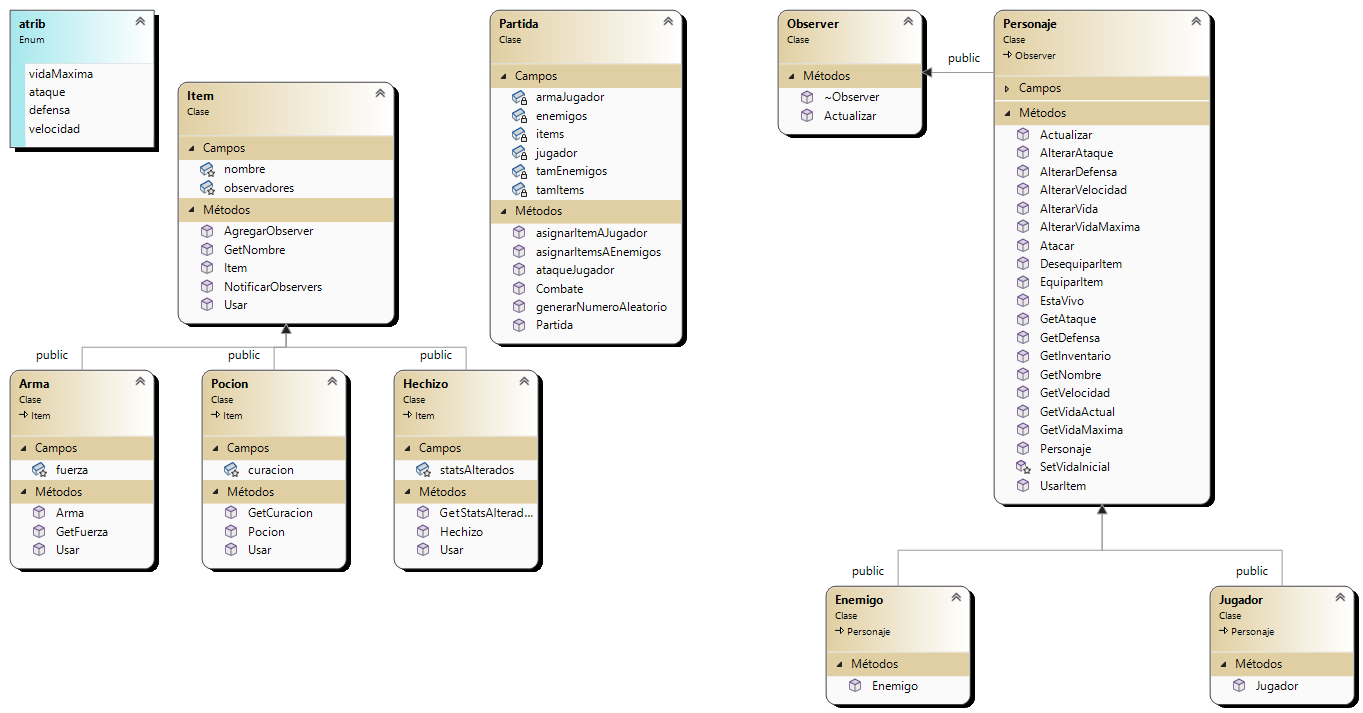 atrib
Enum
vidaMaxima
ataque
defensa
velocidad
Item
Clase
Campos
nombre
observadores
Métodos
AgregarObserver
GetNombre
Item
NotificarObservers
Usar
Partida
Clase
Campos
armaJugador
enemigos
items
jugador
tamEnemigos
tamItems
Métodos
asignarItemAJugador
asignarItemsAEnemigos
ataqueJugador
Combate
generarNumeroAleatorio
Partida
Observer
Clase
Métodos
~Observer
Actualizar
public
Personaje
Clase
Observer
Campos
Métodos
Actualizar
AlterarAtaque
AlterarDefensa
AlterarVelocidad
AlterarVida
AlterarVidaMaxima
Atacar
DesequiparItem
EquiparItem
EstaVivo
GetAtaque
GetDefensa
GetInventario
GetNombre
GetVelocidad
GetVidaActual
GetVidaMaxima
Personaje
SetVidaInicial
UsarItem
public
Arma
Clase
Item
Campos
fuerza
Métodos
Arma
GetFuerza
Usar
public
Pocion
Clase
Item
Campos
curacion
Métodos
GetCuracion
Pocion
Usar
public
Hechizo
Clase
Item
Campos
statsAlterados
Métodos
GetStatsAlterad...
Hechizo
Usar
public
Enemigo
Clase
Personaje
Métodos
Enemigo
public
Jugador
Clase
Personaje
Métodos
Jugador